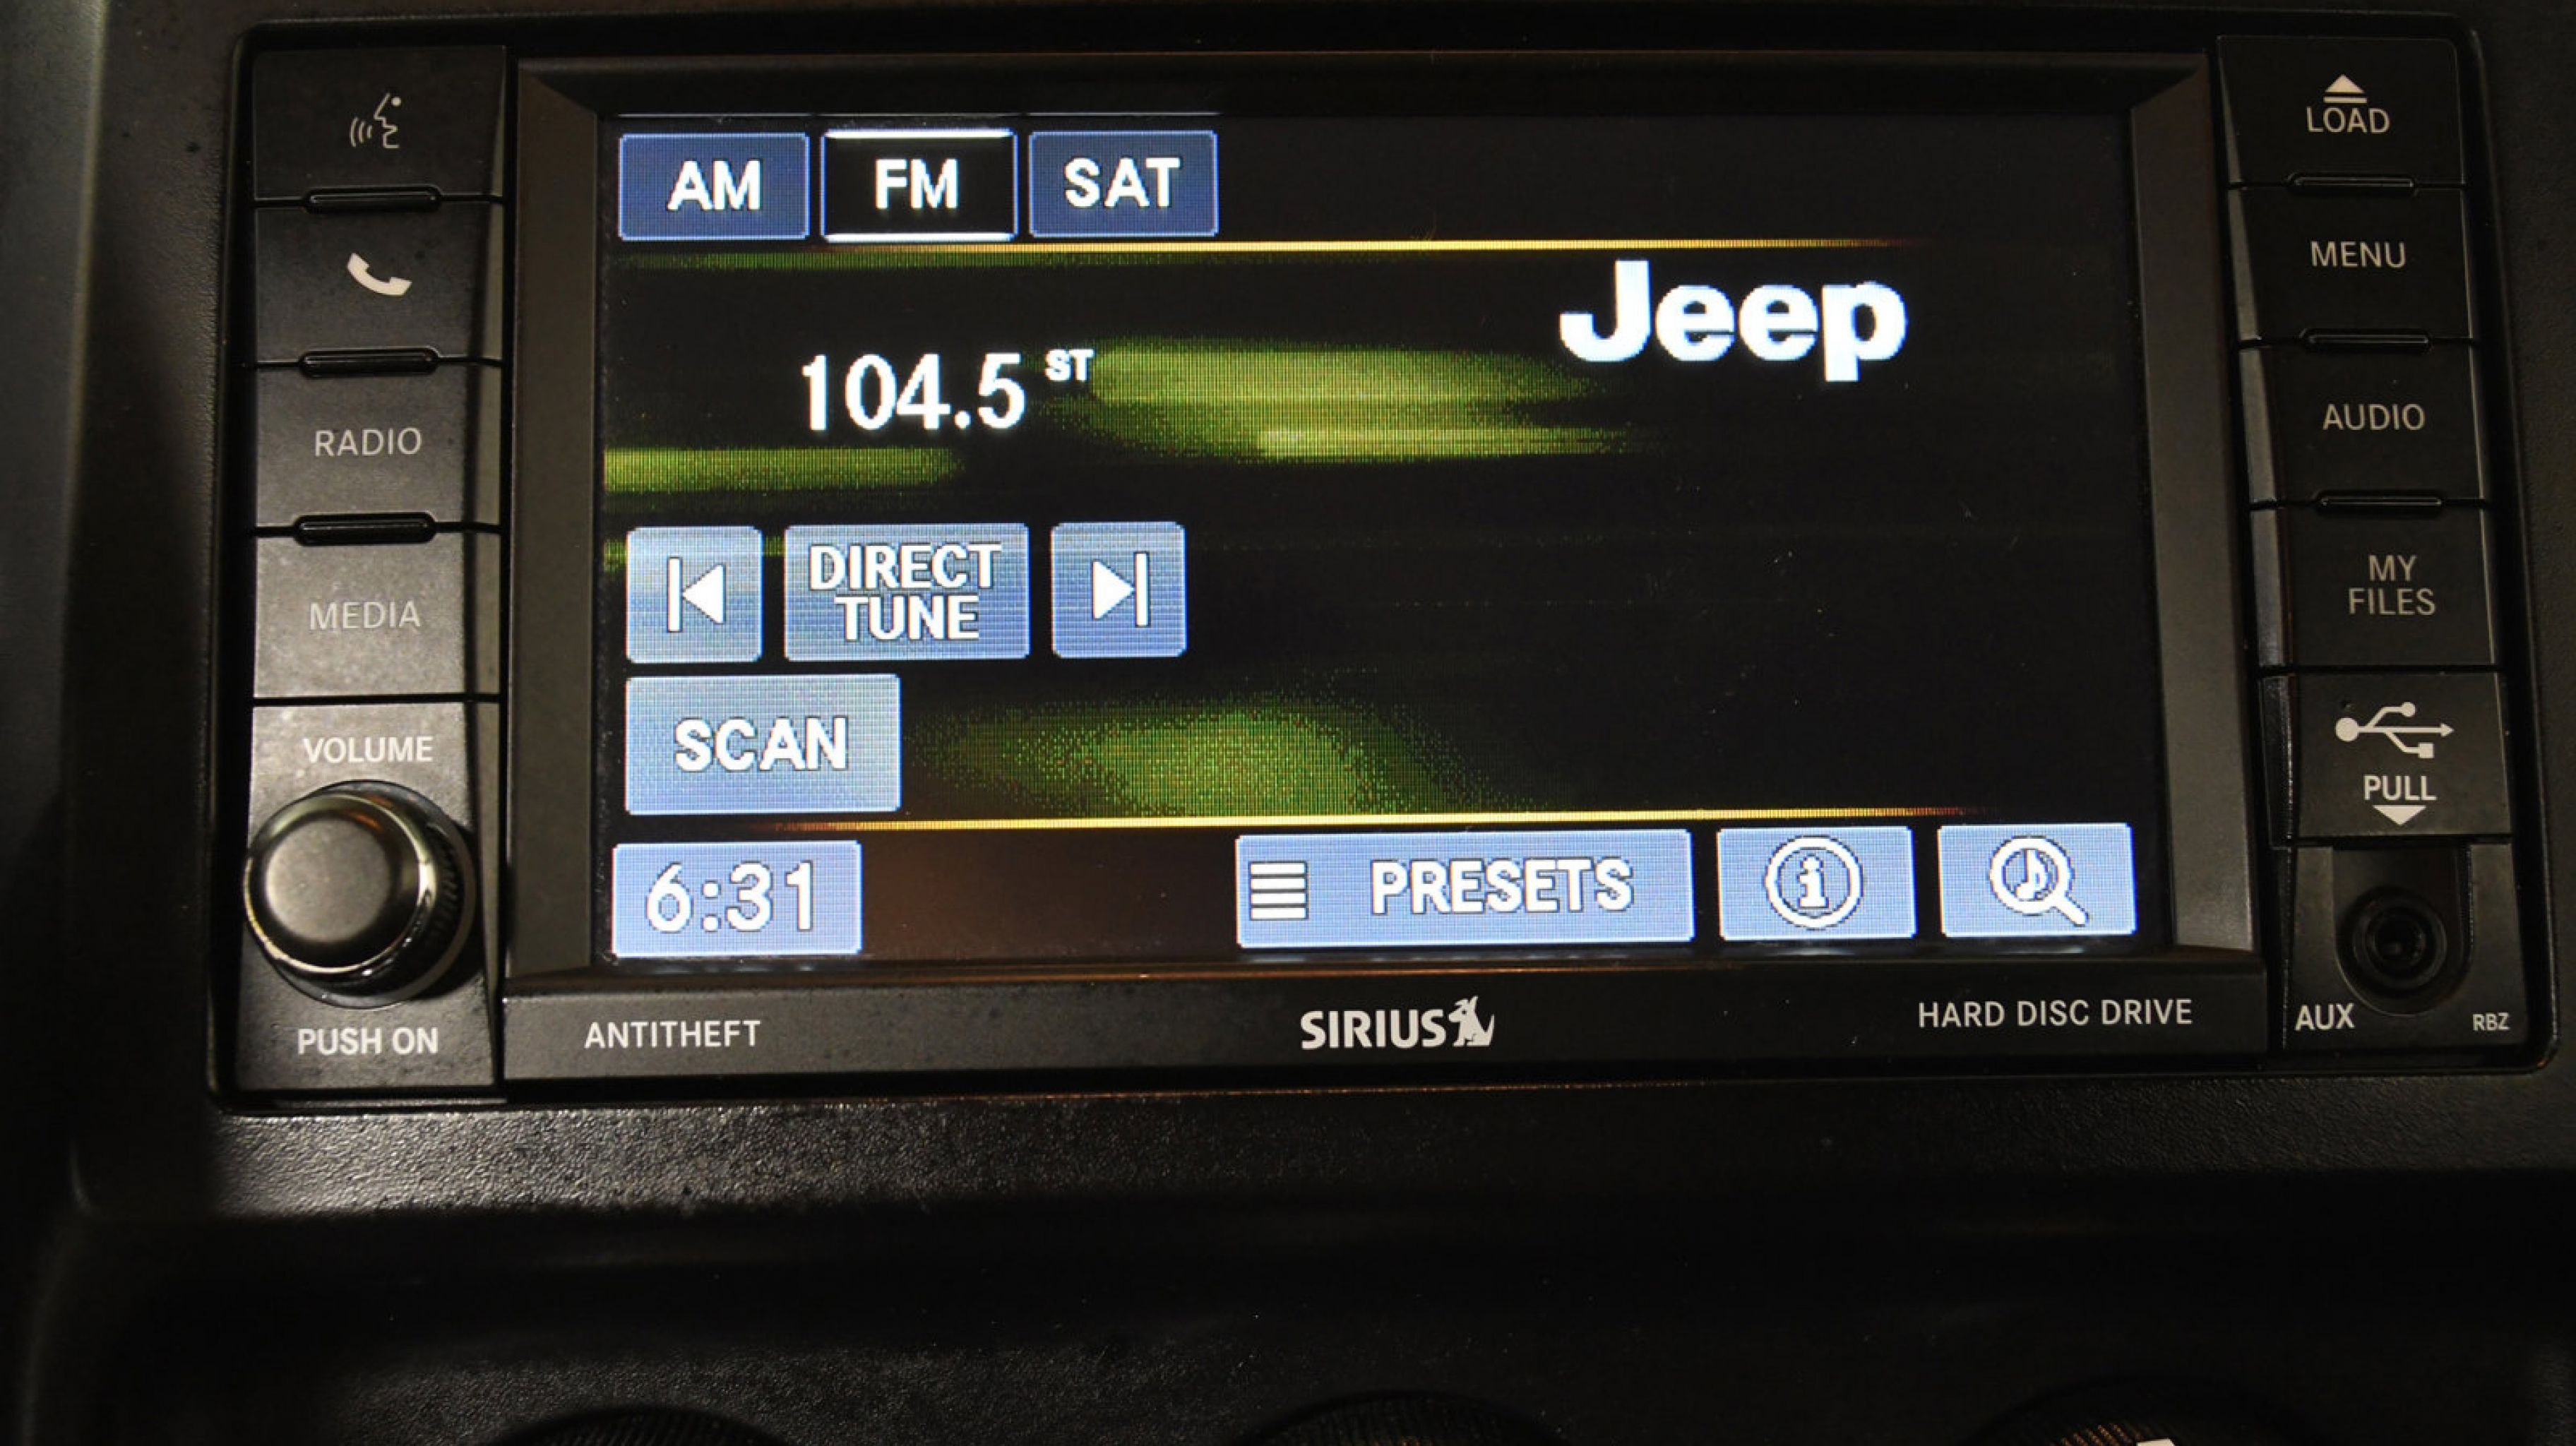 LOAD
AM FM SAT
MENU
Jeep
104.5 ST
RADIO
AUDIO
DIRECT
TUNE
MY
FILES
MEDIA
SCAN
VOLUME
PULL
6:31
PRESETS
PUSH ON
ANTITHEFT
SIRIUS
HARD DISC DRIVE
AUX
RBZ